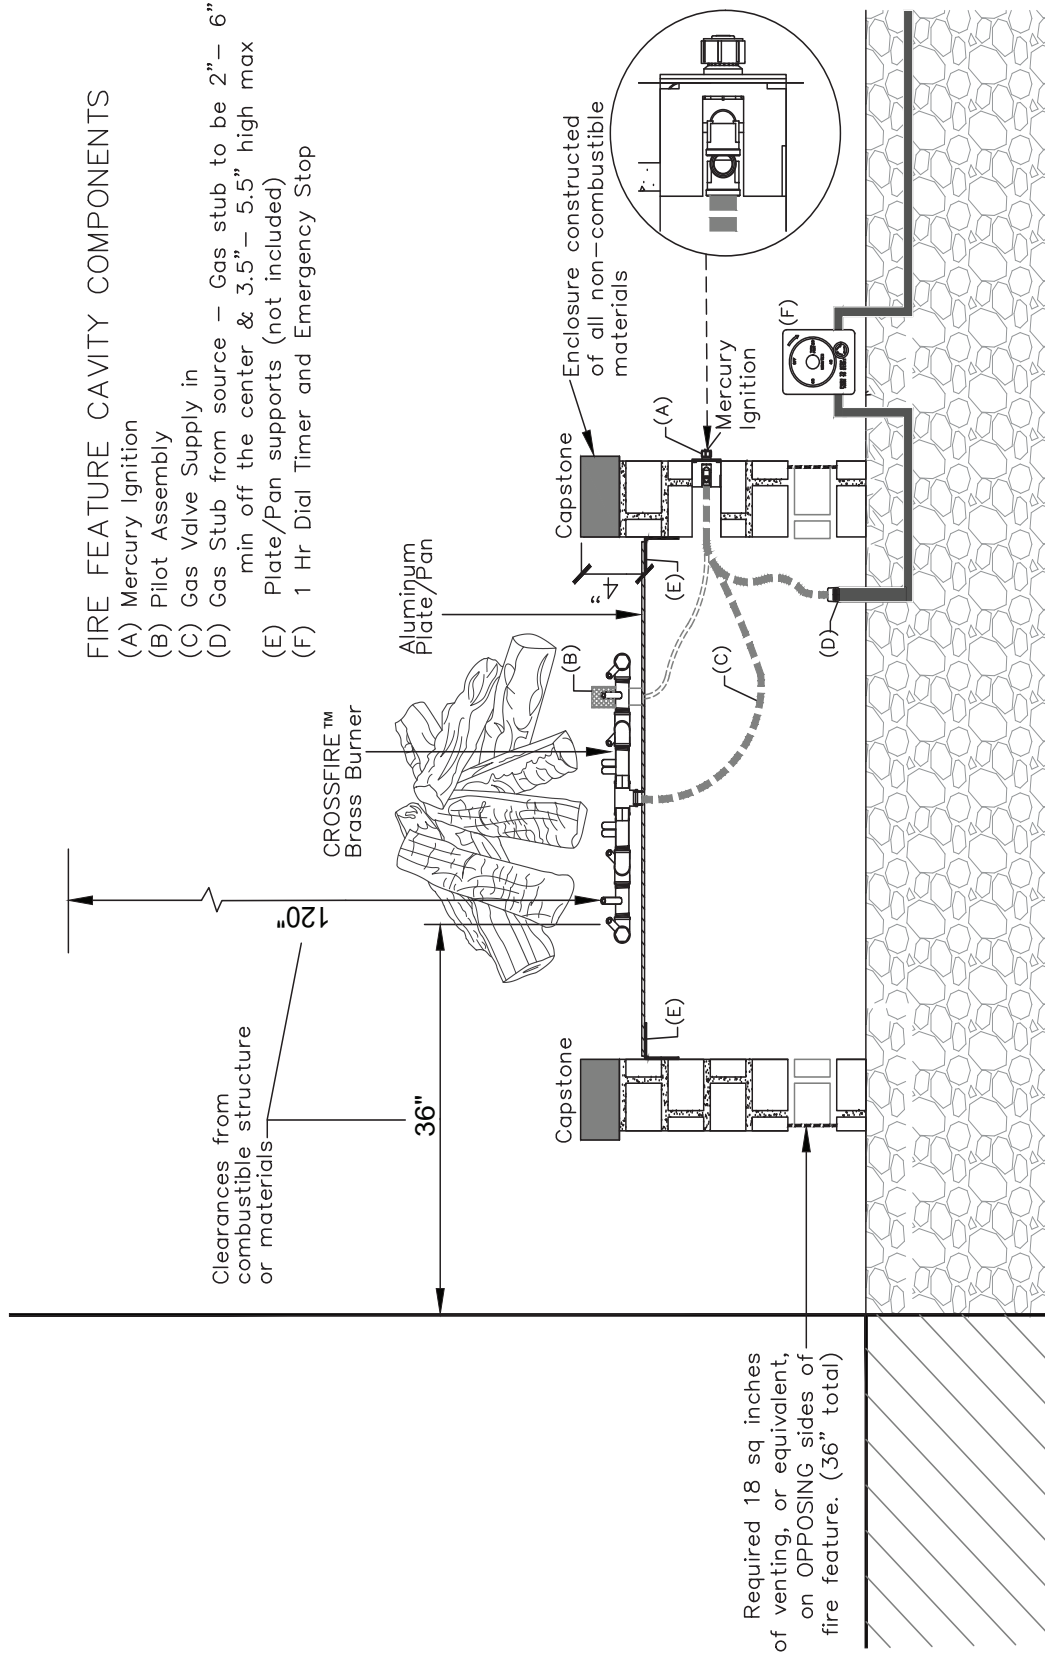 FIRE FEATURE CAVITY COMPONENTS
(A) Mercury Ignition
(B) Pilot Assembly
(C) Gas Valve Supply in
(D) Gas Stub from source – Gas stub to be 2”– 6”
min off the center & 3.5”– 5.5” high max
(E) Plate/Pan supports (not included)
(F) 1 Hr Dial Timer and Emergency Stop
Clearances from
combustible structure
or materials
120"
36"
CROSSFIRE™
Brass Burner
Aluminum
Plate/Pan
Capstone
Capstone
4”
Enclosure constructed
of all non–combustible
materials
(A)
Mercury
Ignition
(B)
(C)
(D)
(E)
(E)
(F)
Required 18 sq inches
of venting, or equivalent,
on OPPOSING sides of
fire feature. (36” total)